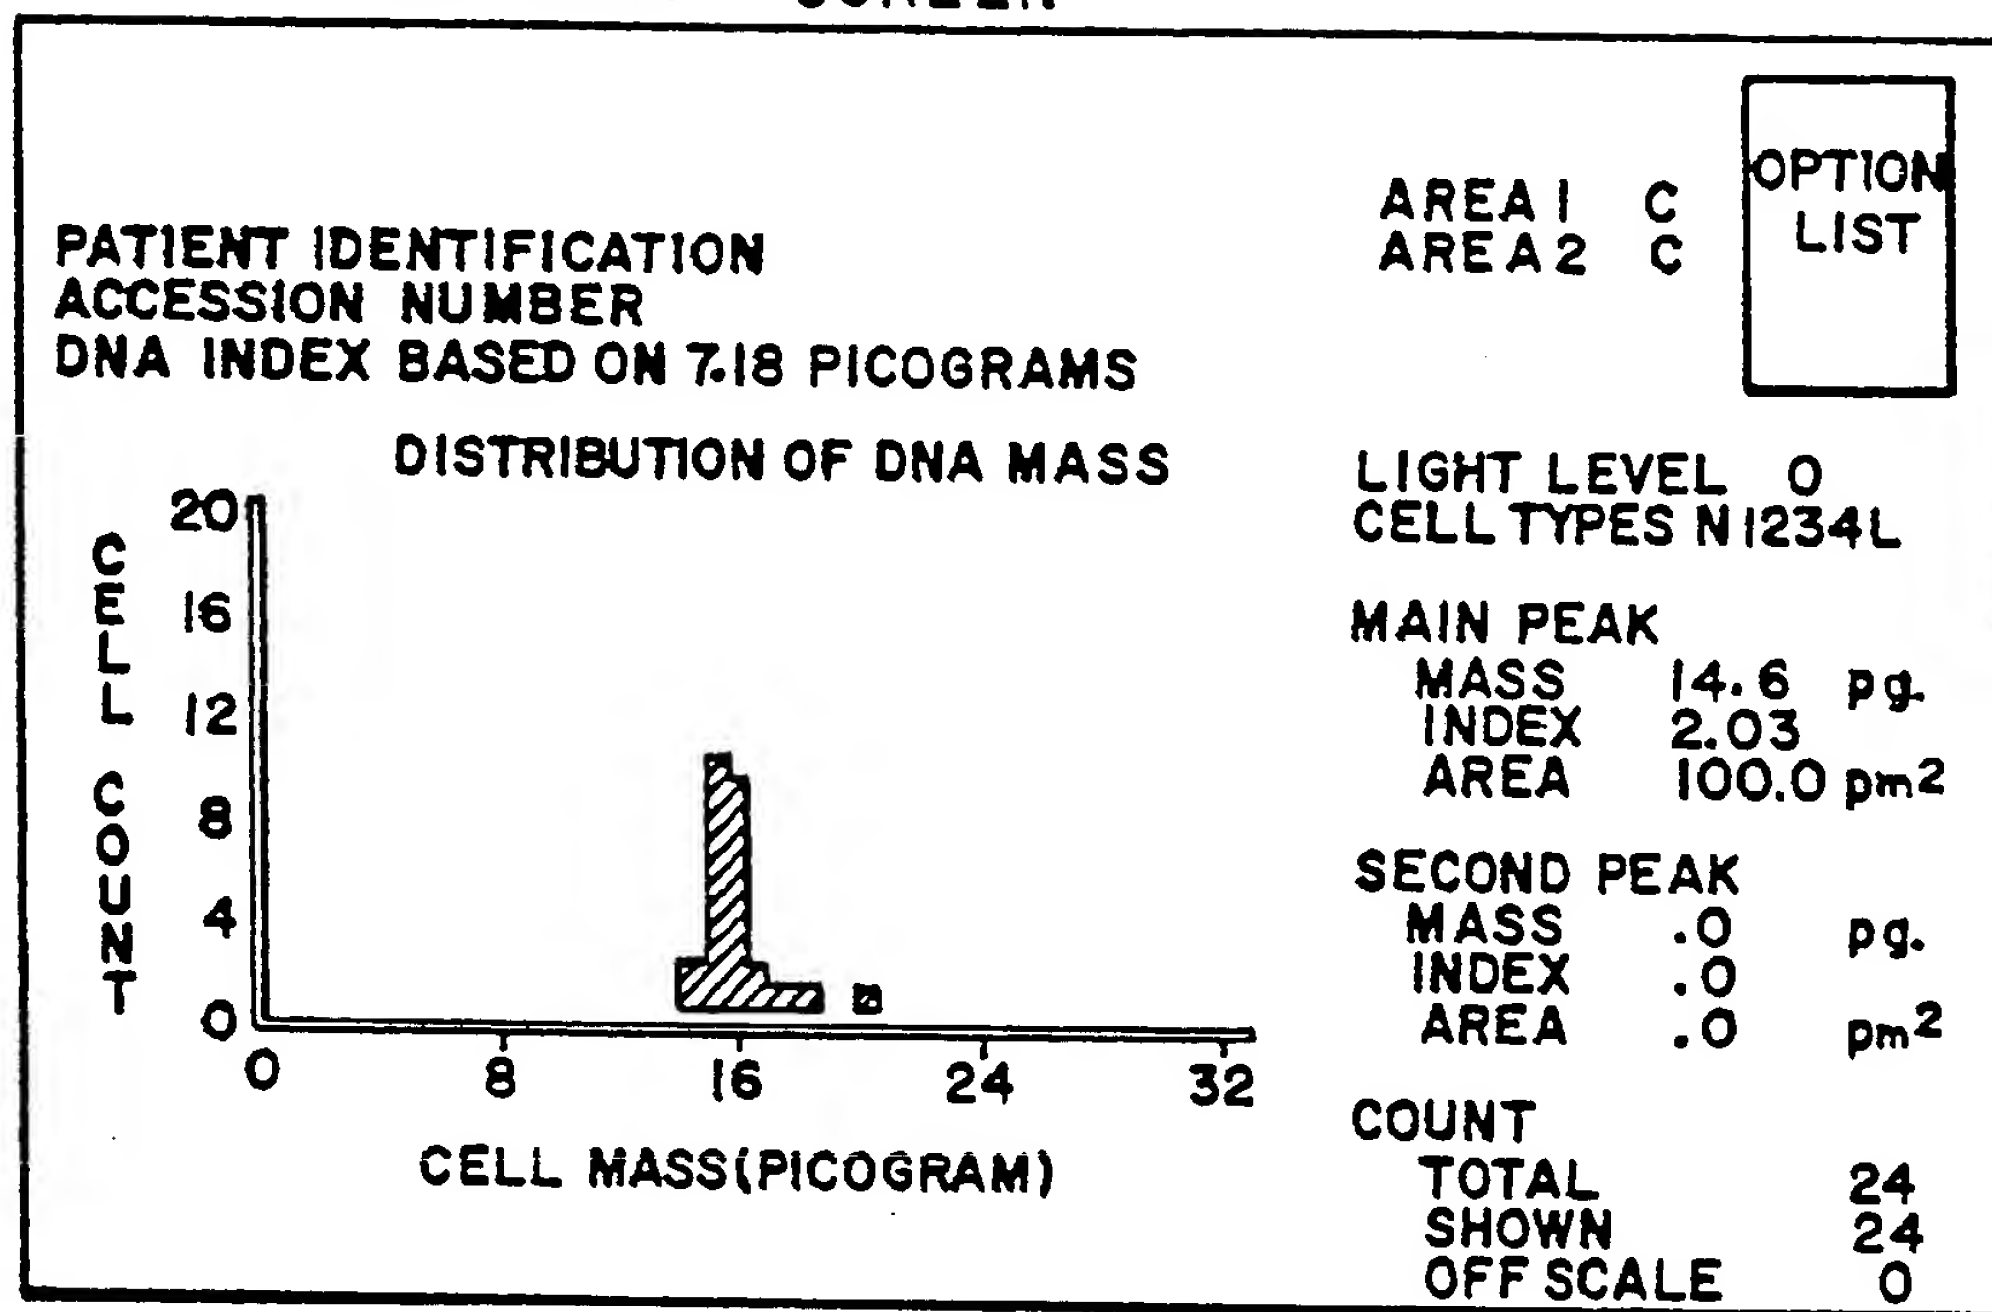 AREA 1 C
AREA 2 C
OPTION
LIST
PATIENT IDENTIFICATION
ACCESSION NUMBER
DNA INDEX BASED ON 7.18 PICOGRAMS
DISTRIBUTION OF DNA MASS
CELL COUNT
20
16
12
8
4
0
0 8 16 24 32
CELL MASS(PICOGRAM)
LIGHT LEVEL 0
CELL TYPES N1234L
MAIN PEAK
MASS 14.6 pg.
INDEX 2.03
AREA 100.0 pm2
SECOND PEAK
MASS .0 pg.
INDEX .0
AREA .0 pm2
COUNT
TOTAL 24
SHOWN 24
OFF SCALE 0